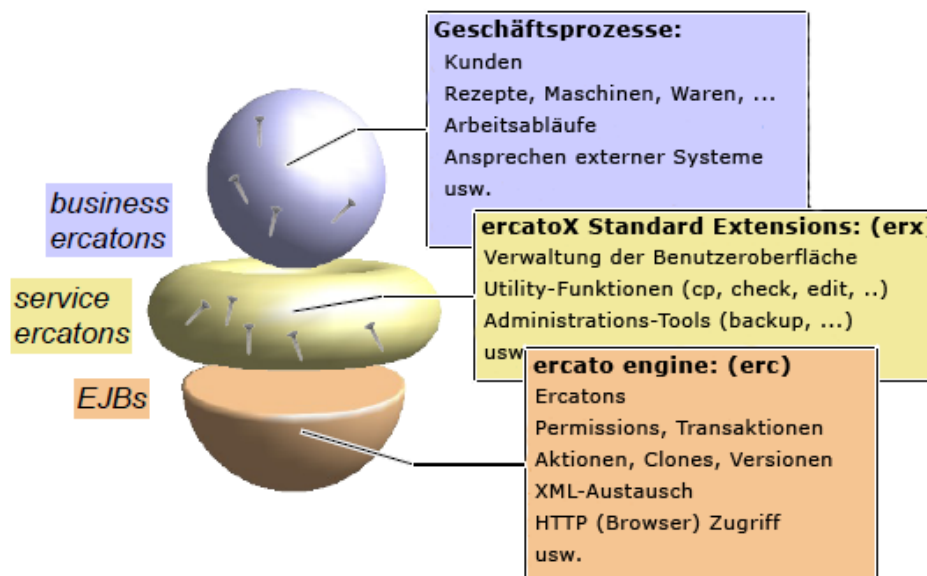 Geschäftsprozesse:
Kunden
Rezepte, Maschinen, Waren, ...
Arbeitsabläufe
Ansprechen externer Systeme
usw.
business
ercatons
ercatoX Standard Extensions: (erx)
Verwaltung der Benutzeroberfläche
Utility-Funktionen (cp, check, edit, ..)
Administrations-Tools (backup, ...)
usw
service
ercatons
ercato engine: (erc)
Ercatons
Permissions, Transaktionen
Aktionen, Clones, Versionen
XML-Austausch
HTTP (Browser) Zugriff
usw.
EJBs